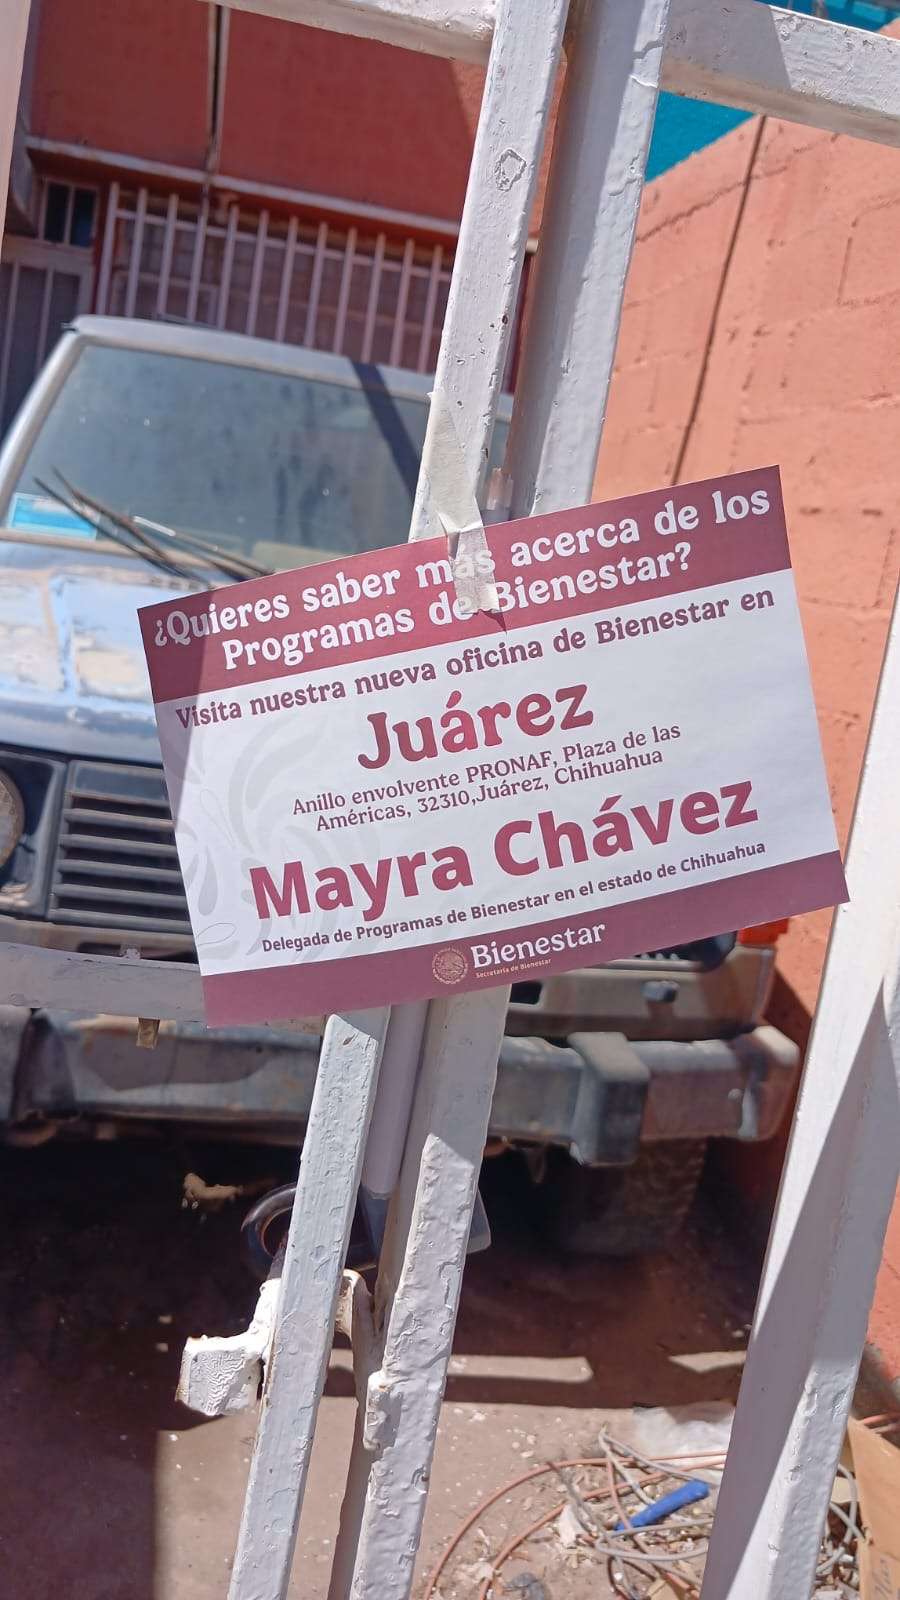 ¿Quieres saber más acerca de los
Programas de Bienestar?
Visita nuestra nueva oficina de Bienestar en
Juárez
Anillo envolvente PRONAF, Plaza de las
Américas, 32310,Juárez, Chihuahua
Mayra Chávez
Delegada de Programas de Bienestar en el estado de Chihuahua
Bienestar
Secretaría de Bienestar